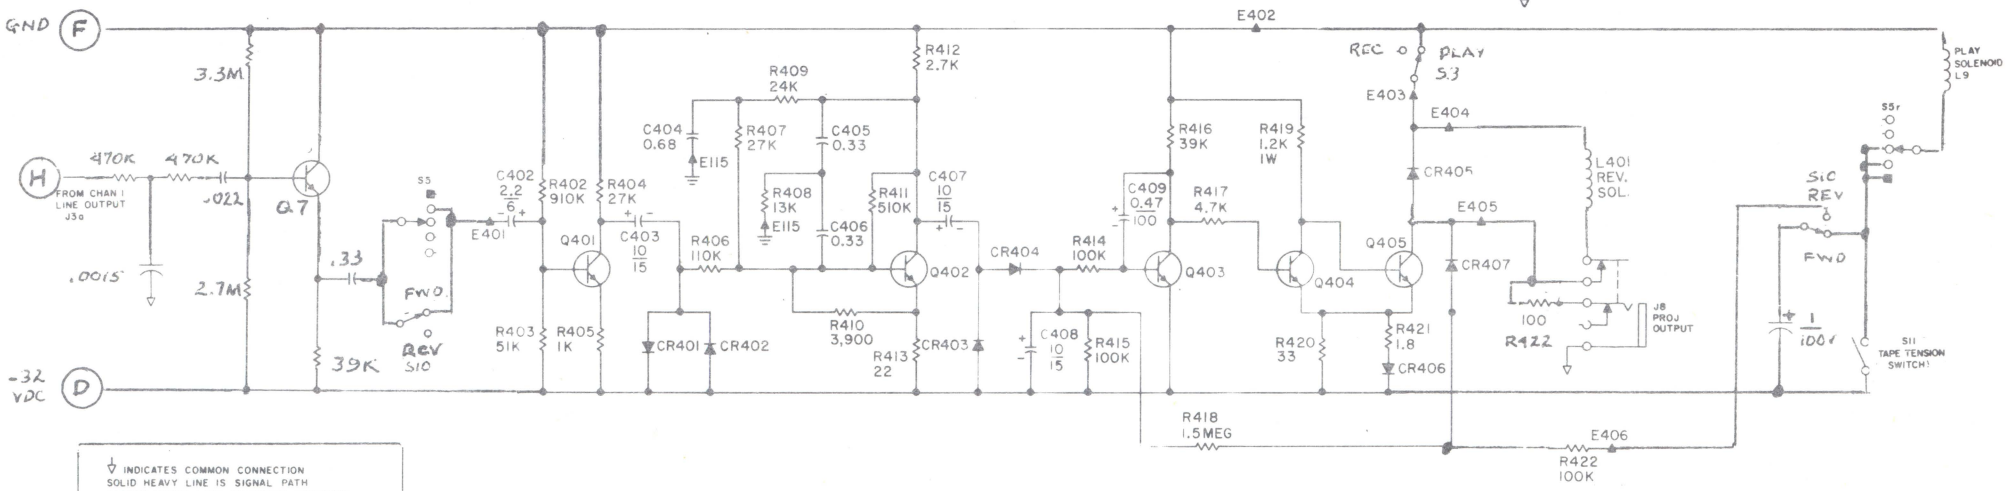 GND F
3.3M
470K 470K
H
.022
FROM CHAN 1
LINE OUTPUT
J3a
Q7
.0015
2.7M
39K
-32
VDC
D
.33
S5
FWD
REV
S10
E401
C402
2.2
6
R402
910K
R404
27K
Q401
C403
10
15
R403
51K
R405
1K
C404
0.68
E115
R409
24K
R407
27K
C405
0.33
R408
13K
E115
C406
0.33
R411
510K
R406
110K
CR401
CR402
R410
3,900
R412
2.7K
C407
10
15
Q402
R413
22
CR403
CR404
C408
10
15
R414
100K
R415
100K
C409
0.47
100
R416
39K
Q403
R417
4.7K
R419
1.2K
1W
Q404
Q405
R420
33
R421
1.8
CR406
E402
REC PLAY
S3
E403
E404
CR405
E405
CR407
L401
REV.
SOL.
100
R422
J8
PROJ
OUTPUT
R418
1.5MEG
R422
100K
E406
PLAY
SOLENOID
L9
S5r
S10
REV
FWD
1
100V
S11
TAPE TENSION
SWITCH)
INDICATES COMMON CONNECTION
SOLID HEAVY LINE IS SIGNAL PATH